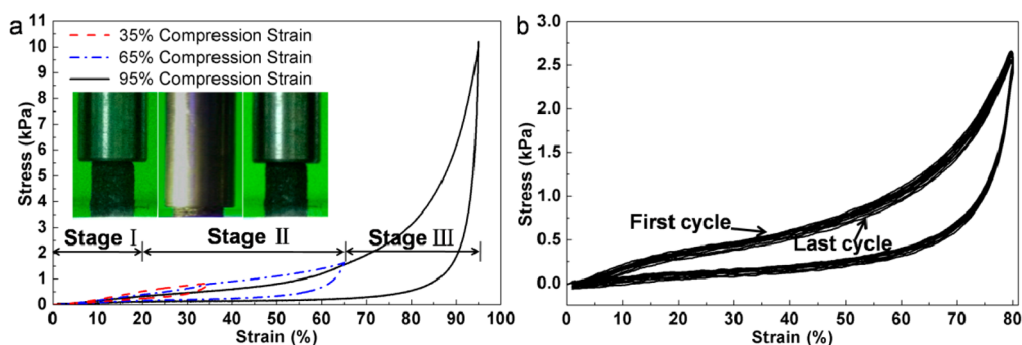 a
11
10
9
8
7
6
5
4
3
2
1
0
Stress (kPa)
35% Compression Strain
65% Compression Strain
95% Compression Strain
Stage I
Stage II
Stage III
0 10 20 30 40 50 60 70 80 90 100
Strain (%)
b
3.0
2.5
2.0
1.5
1.0
0.5
0.0
Stress (kPa)
First cycle
Last cycle
0 10 20 30 40 50 60 70 80
Strain (%)